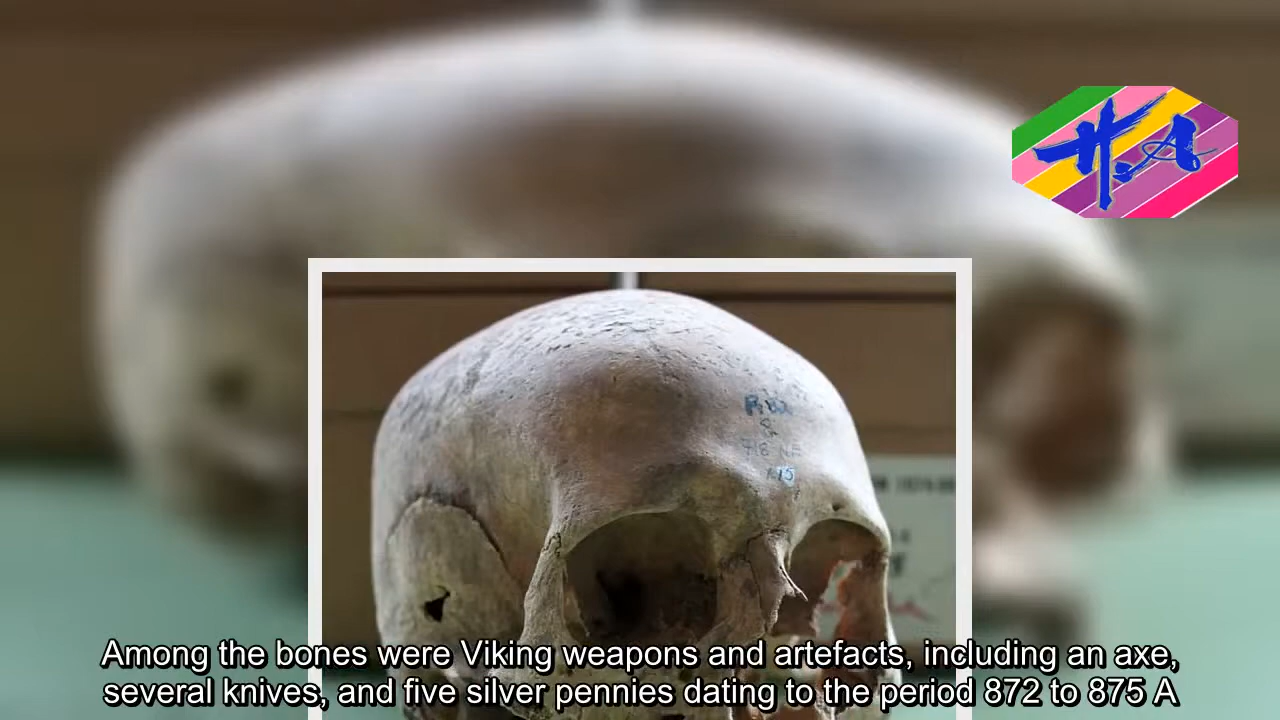 H.A
Among the bones were Viking weapons and artefacts, including an axe,
several knives, and five silver pennies dating to the period 872 to 875 A